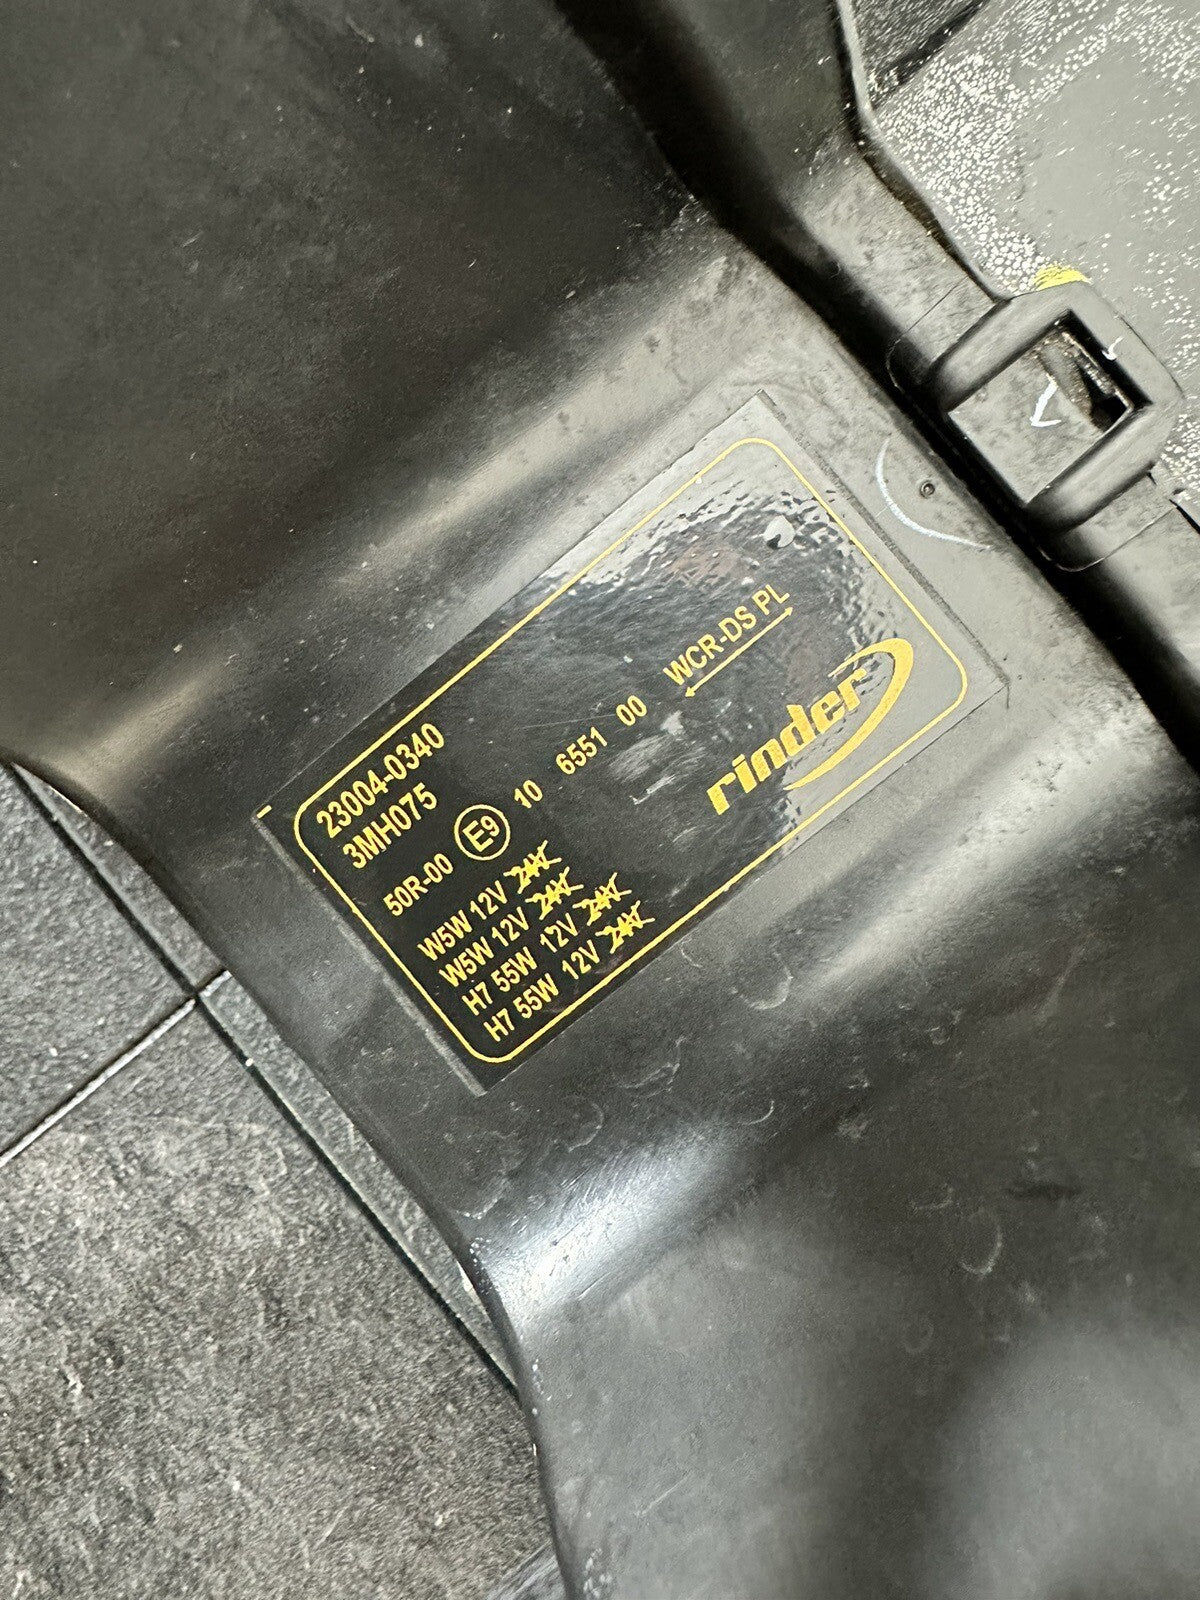 23004-0340
3MH075
50R-00 E9 10 6551 00 WCR-DS PL
W5W 12V 24V
W5W 12V 24V
H7 55W 12V 24V
H7 55W 12V 24V
rinder